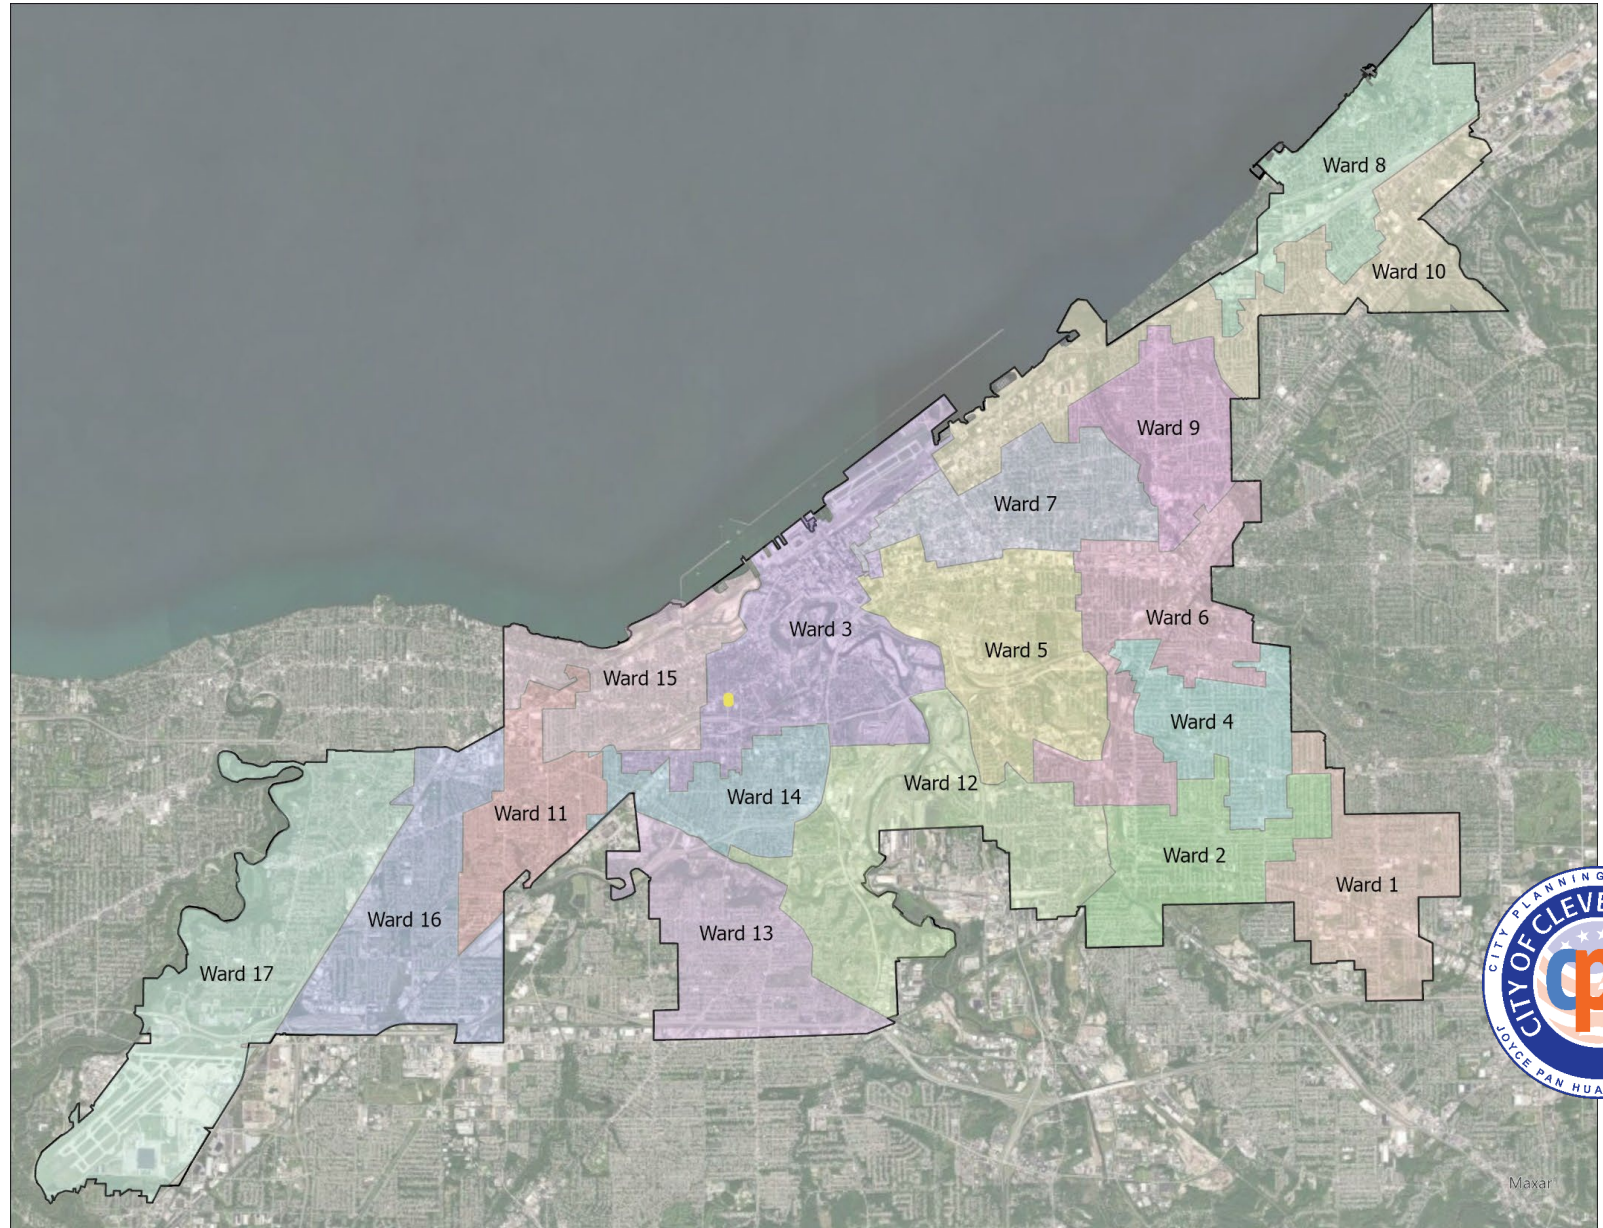 Ward 8
Ward 10
Ward 9
Ward 7
Ward 6
Ward 3
Ward 5
Ward 15
Ward 4
Ward 12
Ward 14
Ward 11
Ward 2
Ward 1
Ward 16
Ward 13
Ward 17
CITY PLANNING
CITY OF CLEVE
cp
JOYCE PAN HUA
Maxar